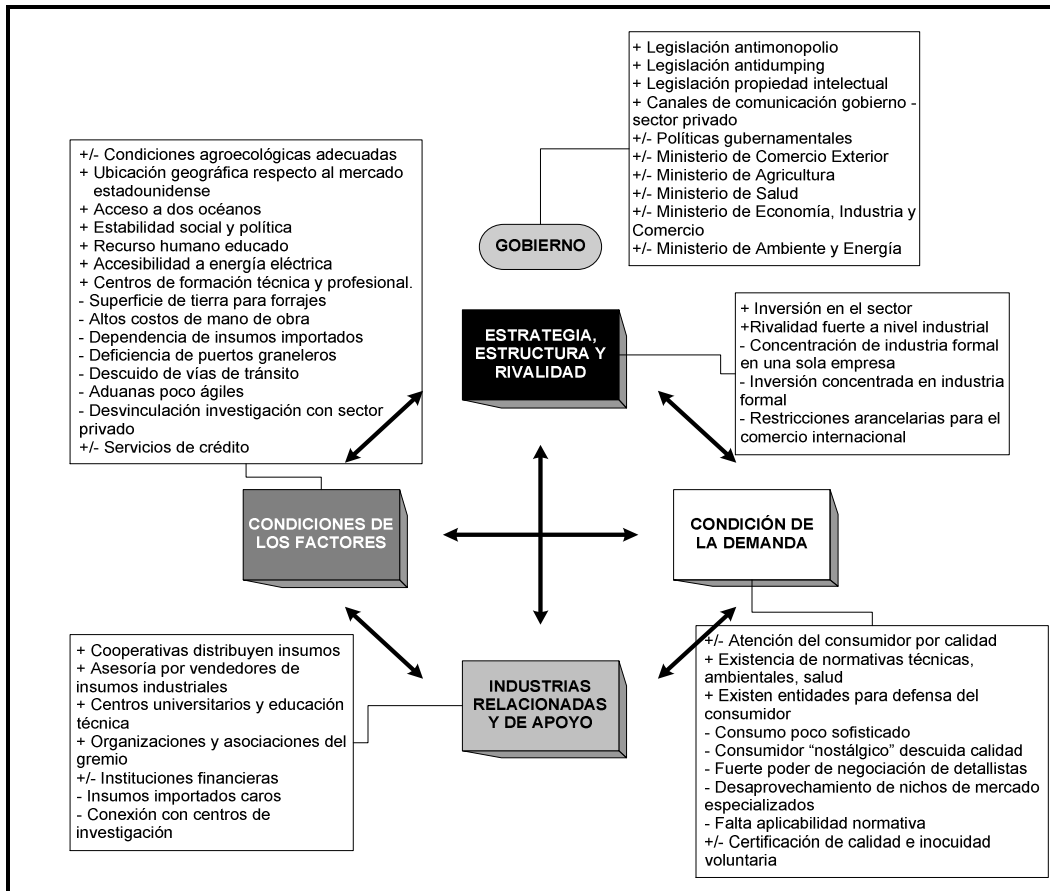 + Legislación antimonopolio
+ Legislación antidumping
+ Legislación propiedad intelectual
+ Canales de comunicación gobierno -
sector privado
+/- Políticas gubernamentales
+/- Ministerio de Comercio Exterior
+/- Ministerio de Agricultura
+/- Ministerio de Salud
+/- Ministerio de Economía, Industria y
Comercio
+/- Ministerio de Ambiente y Energía
GOBIERNO
+/- Condiciones agroecológicas adecuadas
+ Ubicación geográfica respecto al mercado
estadounidense
+ Acceso a dos océanos
+ Estabilidad social y política
+ Recurso humano educado
+ Accesibilidad a energía eléctrica
+ Centros de formación técnica y profesional.
- Superficie de tierra para forrajes
- Altos costos de mano de obra
- Dependencia de insumos importados
- Deficiencia de puertos graneleros
- Descuido de vías de tránsito
- Aduanas poco ágiles
- Desvinculación investigación con sector
privado
+/- Servicios de crédito
ESTRATEGIA,
ESTRUCTURA Y
RIVALIDAD
+ Inversión en el sector
+Rivalidad fuerte a nivel industrial
- Concentración de industria formal
en una sola empresa
- Inversión concentrada en industria
formal
- Restricciones arancelarias para el
comercio internacional
CONDICIONES DE
LOS FACTORES
CONDICIÓN DE
LA DEMANDA
+ Cooperativas distribuyen insumos
+ Asesoría por vendedores de
insumos industriales
+ Centros universitarios y educación
técnica
+ Organizaciones y asociaciones del
gremio
+/- Instituciones financieras
- Insumos importados caros
- Conexión con centros de
investigación
INDUSTRIAS
RELACIONADAS
Y DE APOYO
+/- Atención del consumidor por calidad
+ Existencia de normativas técnicas,
ambientales, salud
+ Existen entidades para defensa del
consumidor
- Consumo poco sofisticado
- Consumidor “nostálgico” descuida calidad
- Fuerte poder de negociación de detallistas
- Desaprovechamiento de nichos de mercado
especializados
- Falta aplicabilidad normativa
+/- Certificación de calidad e inocuidad
voluntaria